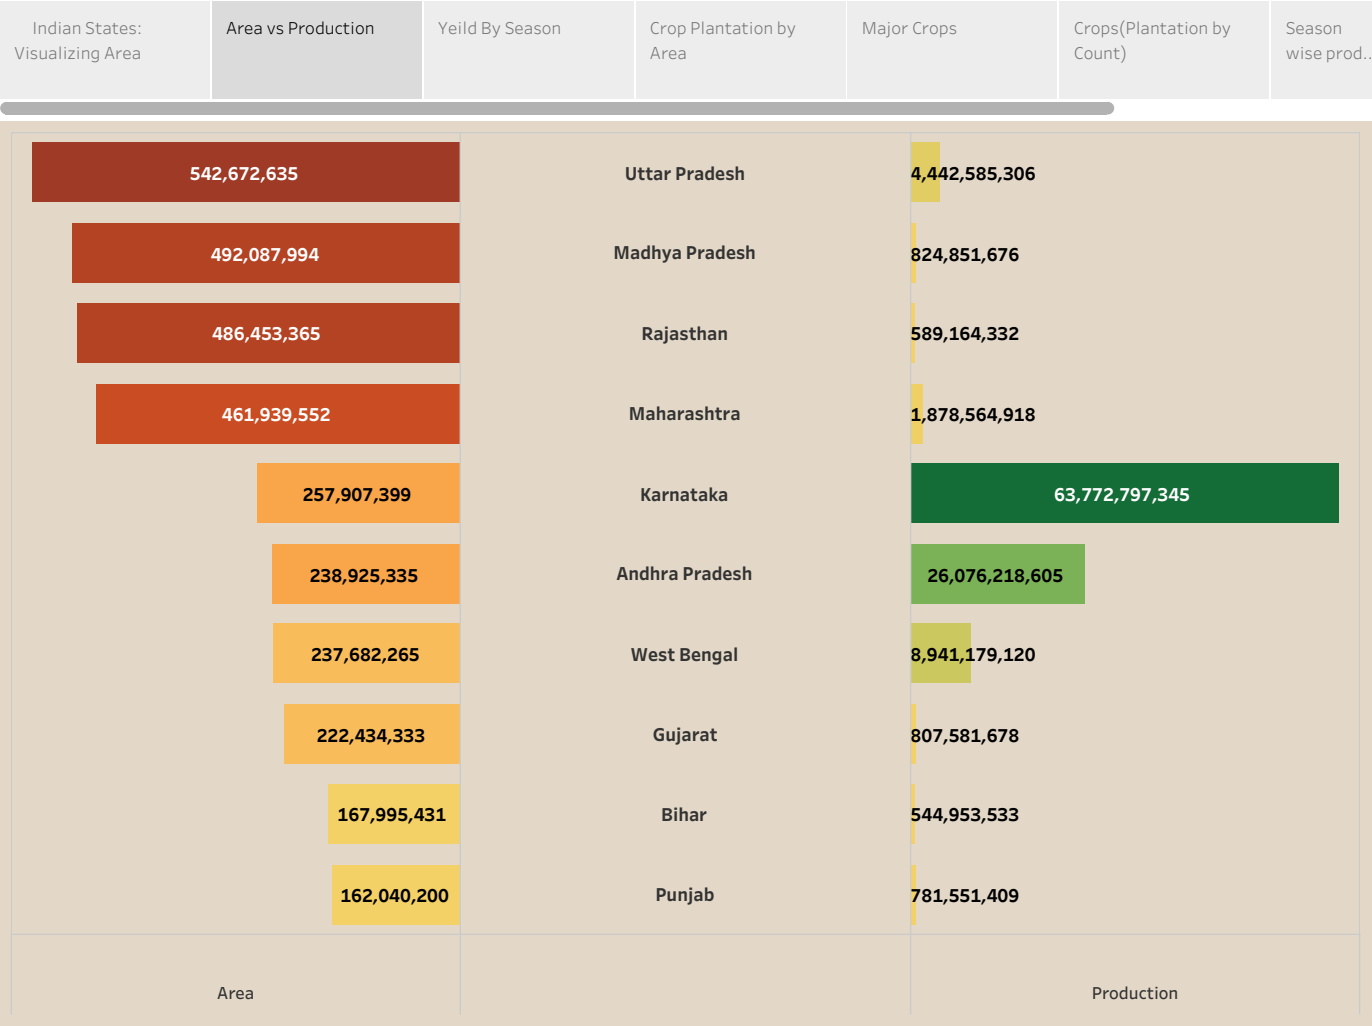 Indian States:
Visualizing Area
Area vs Production
Yeild By Season
Crop Plantation by
Area
Major Crops
Crops(Plantation by
Count)
Season
wise prod..
542,672,635 Uttar Pradesh 4,442,585,306
492,087,994 Madhya Pradesh 824,851,676
486,453,365 Rajasthan 589,164,332
461,939,552 Maharashtra 1,878,564,918
257,907,399 Karnataka 63,772,797,345
238,925,335 Andhra Pradesh 26,076,218,605
237,682,265 West Bengal 8,941,179,120
222,434,333 Gujarat 807,581,678
167,995,431 Bihar 544,953,533
162,040,200 Punjab 781,551,409
Area Production